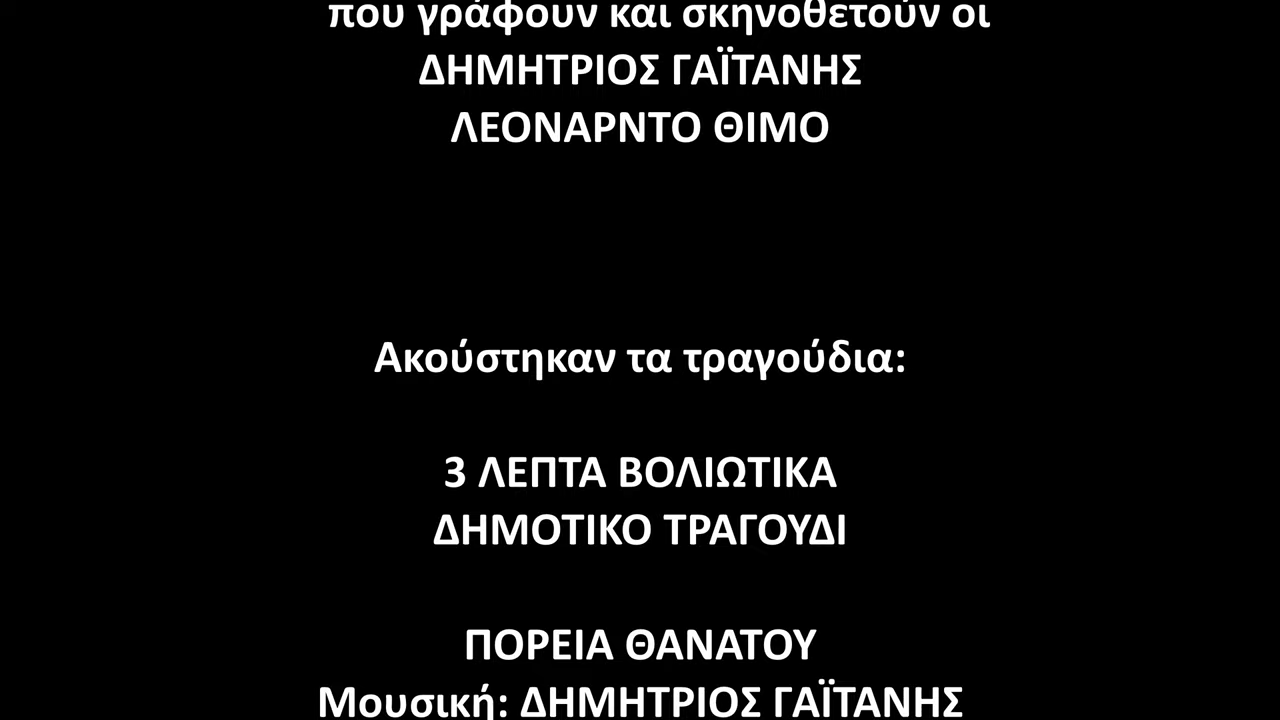 που γράφουν και σκηνοθετούν οι
ΔΗΜΗΤΡΙΟΣ ΓΑΪΤΑΝΗΣ
ΛΕΟΝΑΡΝΤΟ ΘΙΜΟ
Ακούστηκαν τα τραγούδια:
3 ΛΕΠΤΑ ΒΟΛΙΩΤΙΚΑ
ΔΗΜΟΤΙΚΟ ΤΡΑΓΟΥΔΙ
ΠΟΡΕΙΑ ΘΑΝΑΤΟΥ
Μουσική: ΔΗΜΗΤΡΙΟΣ ΓΑΪΤΑΝΗΣ